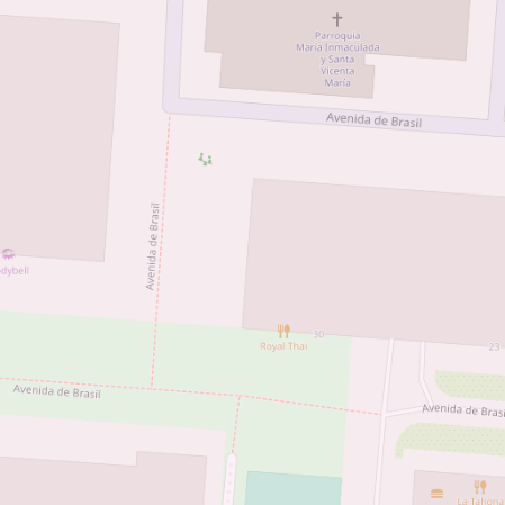 Parroquia
María Inmaculada
y Santa
Vicenta
María
Avenida de Brasil
Avenida de Brasil
dybell
Royal Thai
23
Avenida de Brasil
Avenida de Brasi
La Tahona